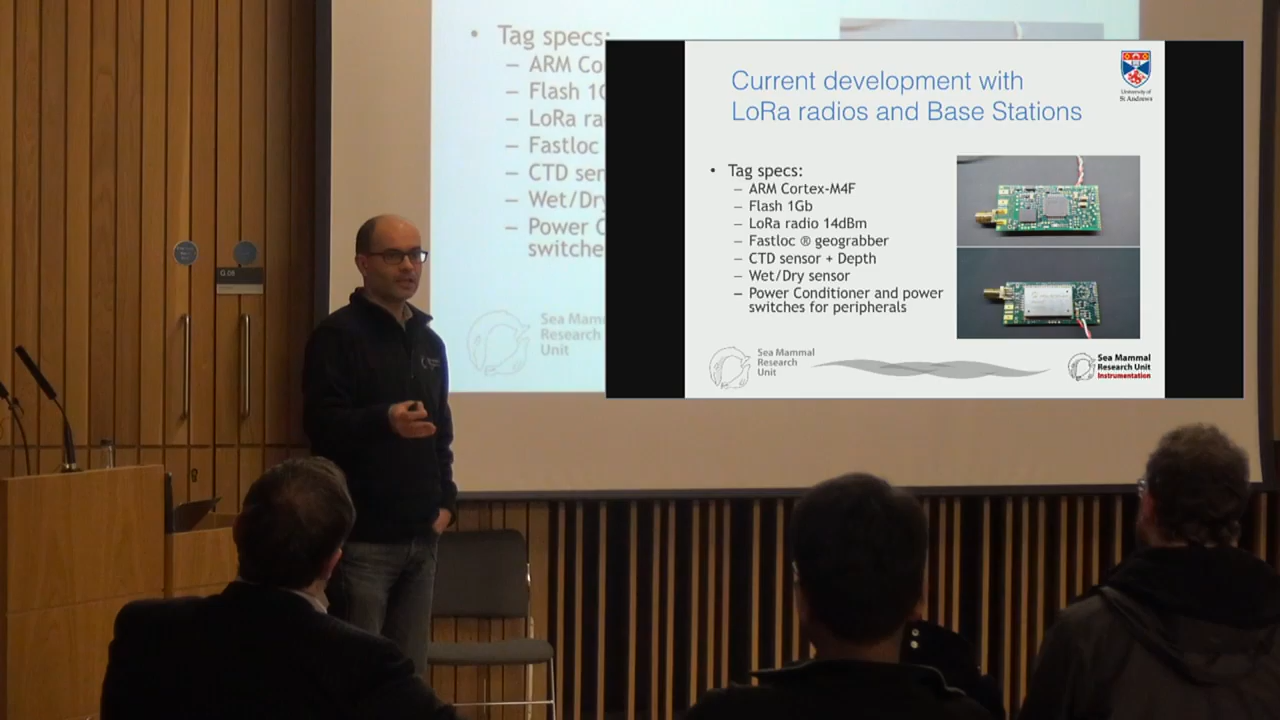 • Tag specs:
– ARM Co
– Flash 1G
– LoRa ra
– Fastloc
– CTD sen
– Wet/Dry
– Power C
switche
Sea Mam
Research
Unit
G.06
Current development with
LoRa radios and Base Stations
University of
St Andrews
• Tag specs:
– ARM Cortex-M4F
– Flash 1Gb
– LoRa radio 14dBm
– Fastloc ® geograbber
– CTD sensor + Depth
– Wet/Dry sensor
– Power Conditioner and power
switches for peripherals
Sea Mammal
Research
Unit
Sea Mammal
Research Unit
Instrumentation